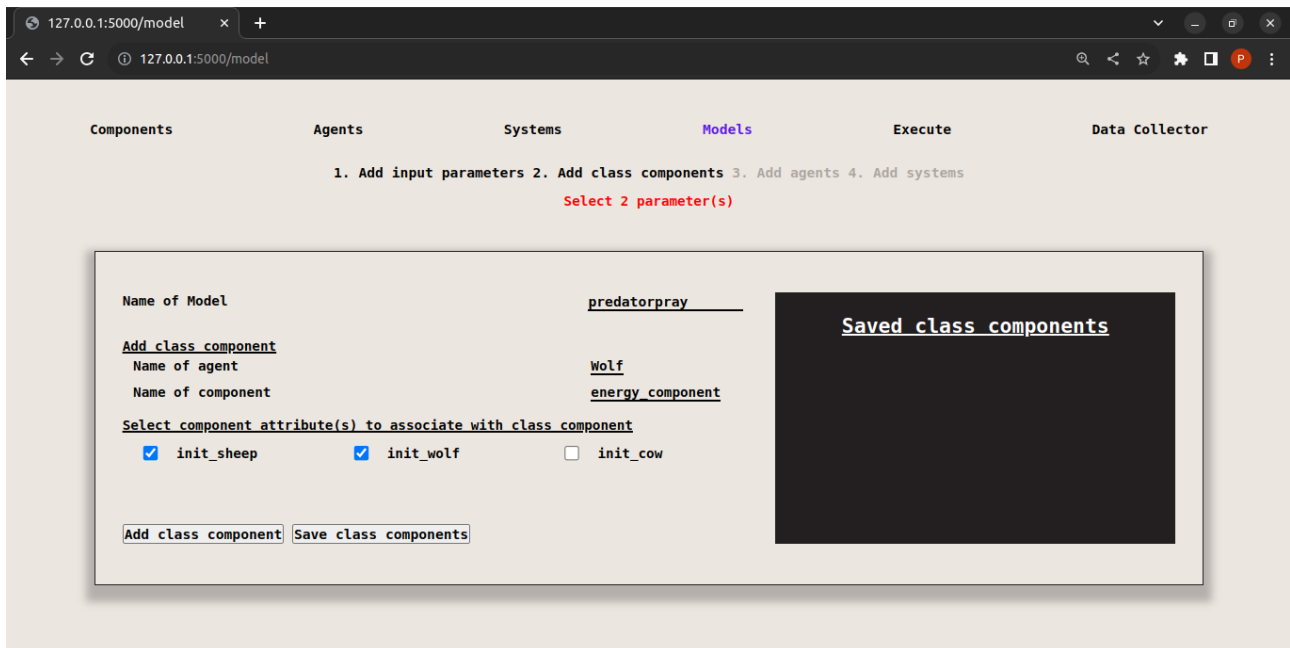 127.0.0.1:5000/model
127.0.0.1:5000/model
P
Components Agents Systems Models Execute Data Collector
1. Add input parameters 2. Add class components 3. Add agents 4. Add systems
Select 2 parameter(s)
Name of Model predatorpray
Saved class components
Add class component
Name of agent Wolf
Name of component energy_component
Select component attribute(s) to associate with class component
init_sheep init_wolf init_cow
Add class component Save class components